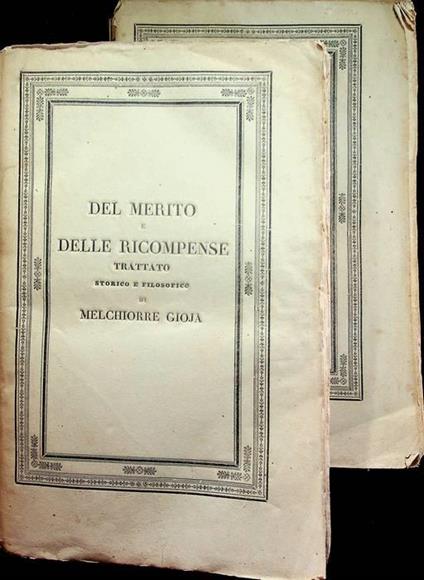 DEL MERITO
E
DELLE RICOMPENSE
TRATTATO
STORICO E FILOSOFICO
DI
MELCHIORRE GIOJA